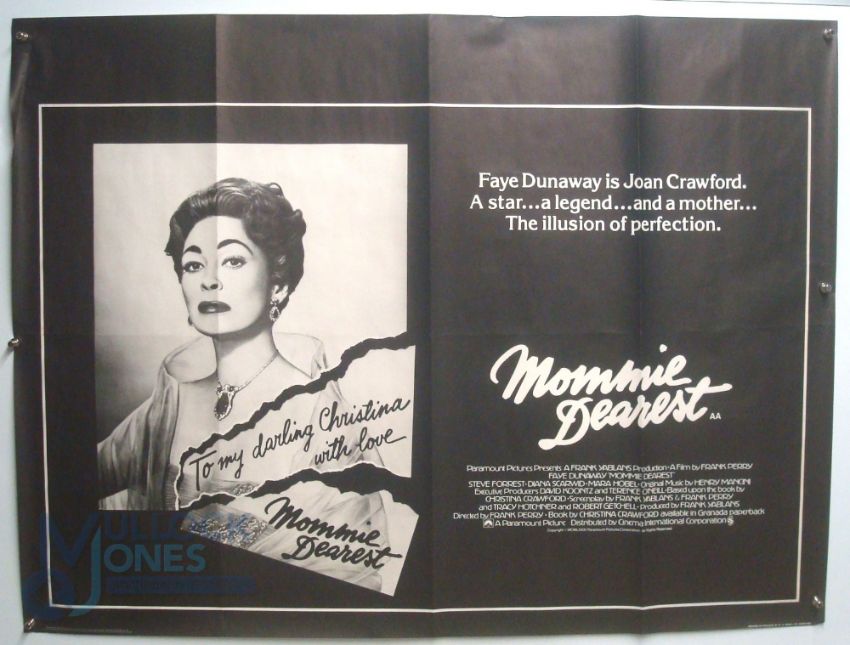 Faye Dunaway is Joan Crawford.
A star...a legend...and a mother...
The illusion of perfection.
To my darling Christina
with love
Mommie
Dearest
Mommie
Dearest
AA
Paramount Pictures Presents A FRANK YABLANS Production · A Film by FRANK PERRY
FAYE DUNAWAY "MOMMIE DEAREST"
STEVE FORREST · DIANA SCARWID · MARA HOBEL · Original Music by HENRY MANCINI
Executive Producers DAVID KOONTZ and TERENCE O'NEILL · Based upon the book by
CHRISTINA CRAWFORD · Screenplay by FRANK YABLANS & FRANK PERRY
and TRACY HOTCHNER and ROBERT GETCHELL · Produced by FRANK YABLANS
Directed by FRANK PERRY · Book by CHRISTINA CRAWFORD available in Granada paperback
A Paramount Picture Distributed by Cinema International Corporation
JONES